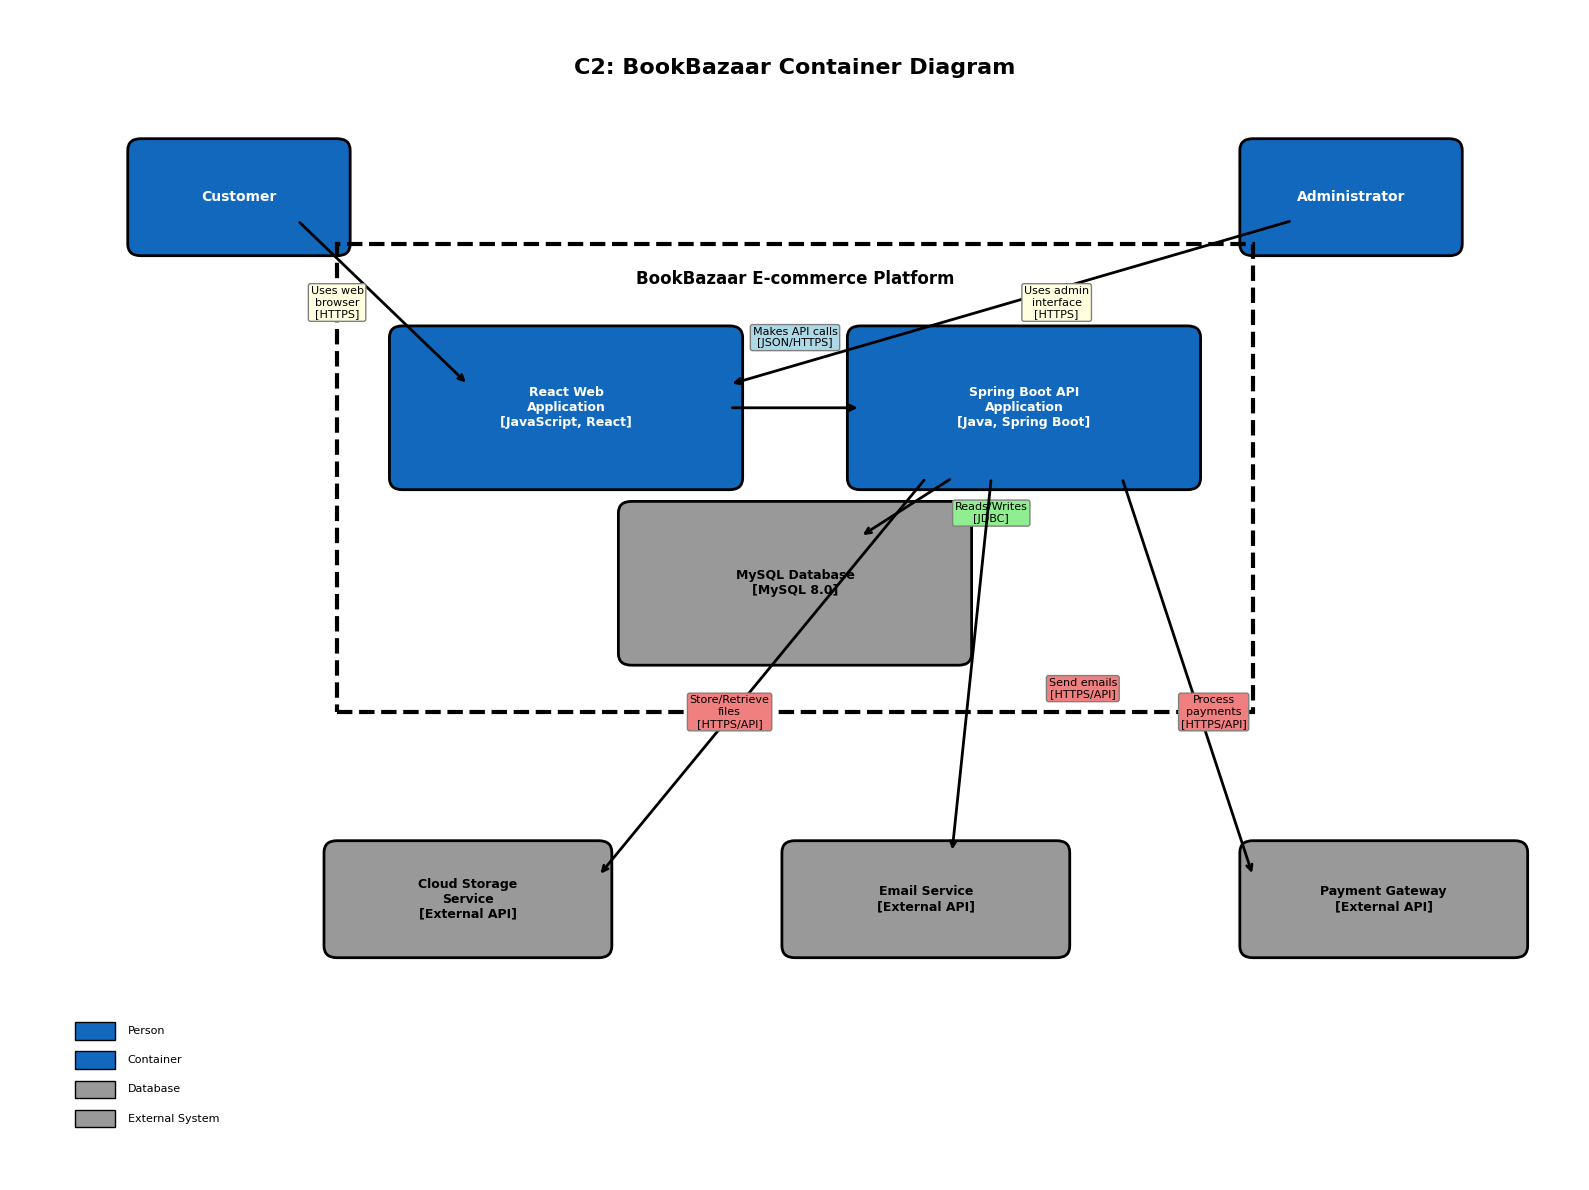 C2: BookBazaar Container Diagram
Customer
Administrator
BookBazaar E-commerce Platform
Uses web
browser
[HTTPS]
Uses admin
interface
[HTTPS]
Makes API calls
[JSON/HTTPS]
React Web
Application
[JavaScript, React]
Spring Boot API
Application
[Java, Spring Boot]
Reads/Writes
[JDBC]
MySQL Database
[MySQL 8.0]
Store/Retrieve
files
[HTTPS/API]
Send emails
[HTTPS/API]
Process
payments
[HTTPS/API]
Cloud Storage
Service
[External API]
Email Service
[External API]
Payment Gateway
[External API]
Person
Container
Database
External System